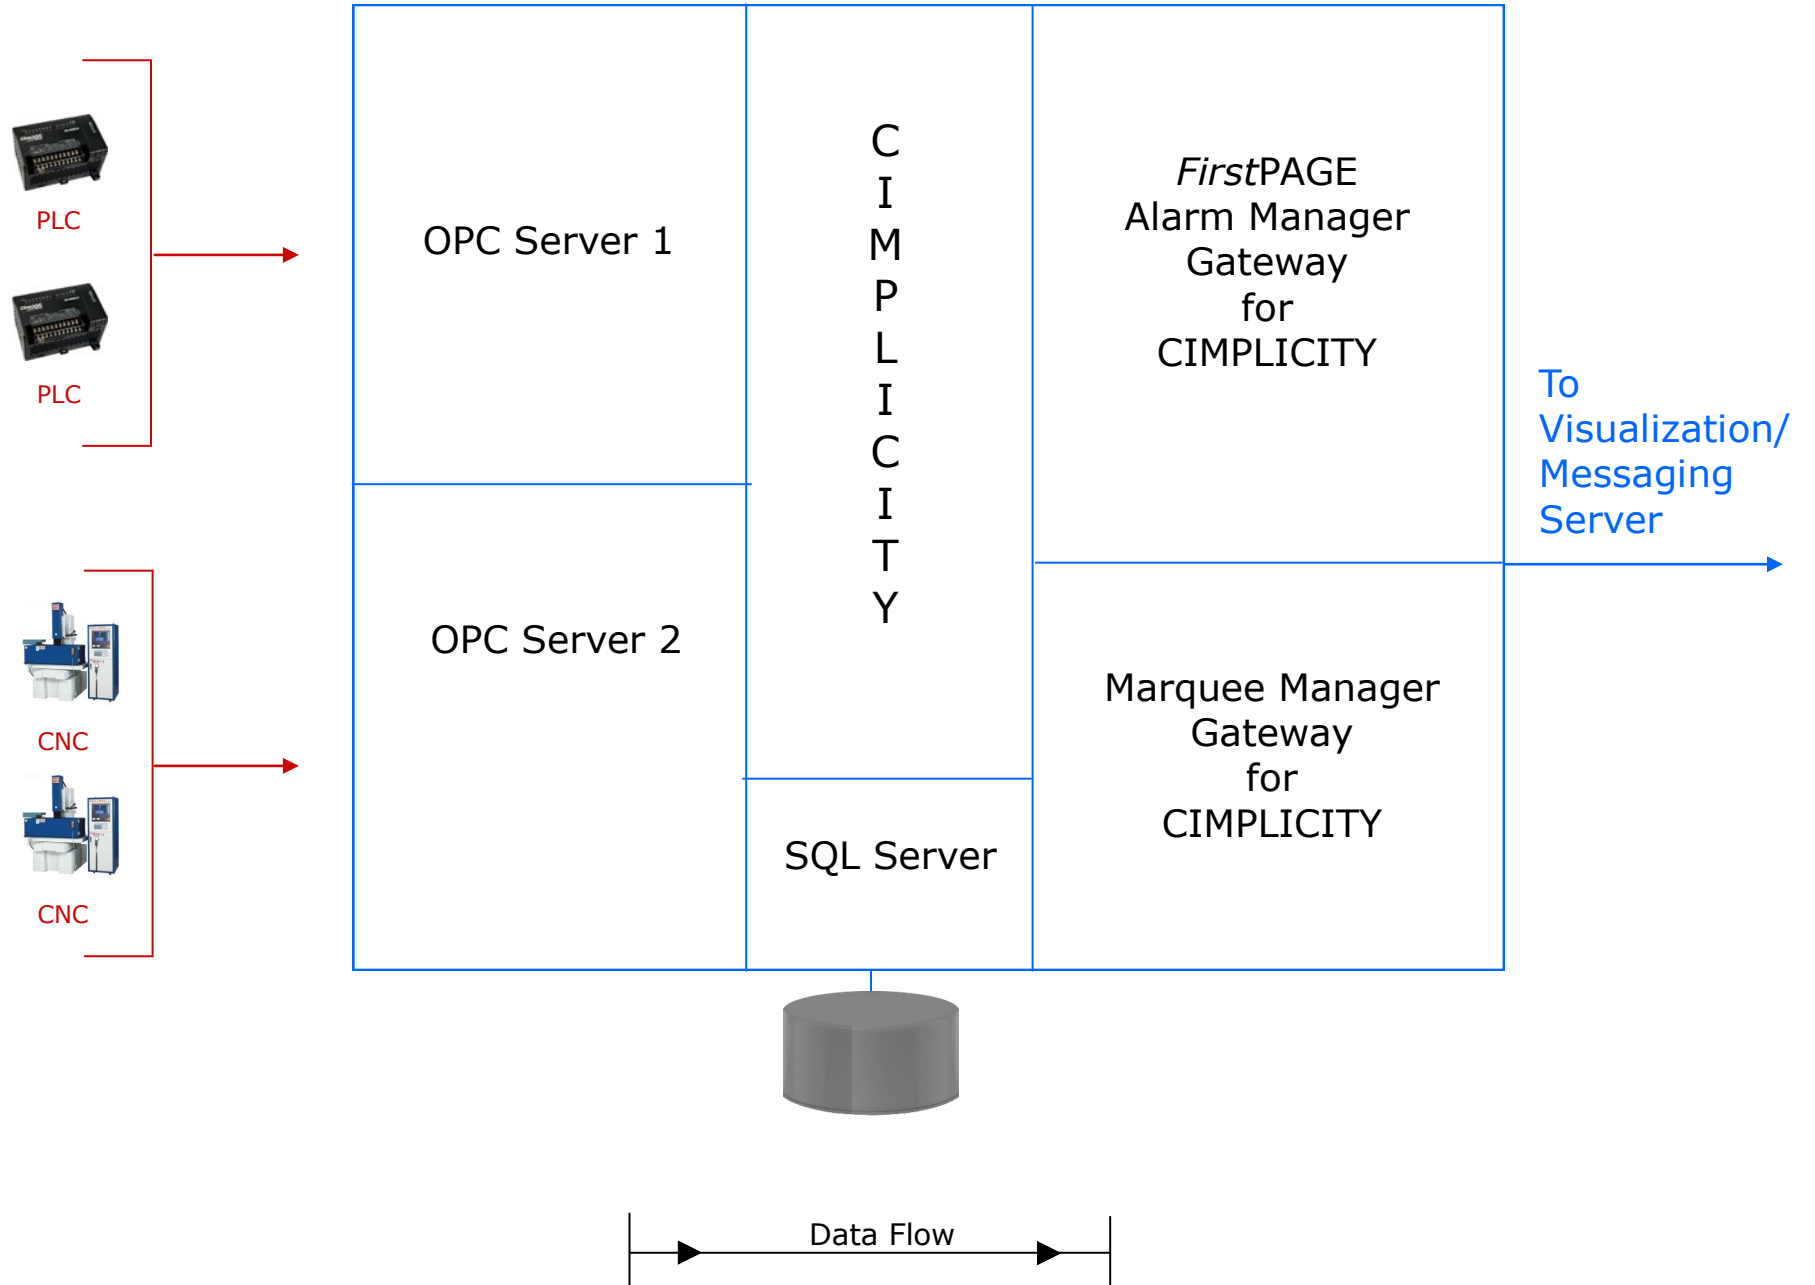 PLC
PLC
CNC
CNC
OPC Server 1
OPC Server 2
C
I
M
P
L
I
C
I
T
Y
SQL Server
FirstPAGE
Alarm Manager
Gateway
for
CIMPLICITY
Marquee Manager
Gateway
for
CIMPLICITY
To
Visualization/
Messaging
Server
Data Flow